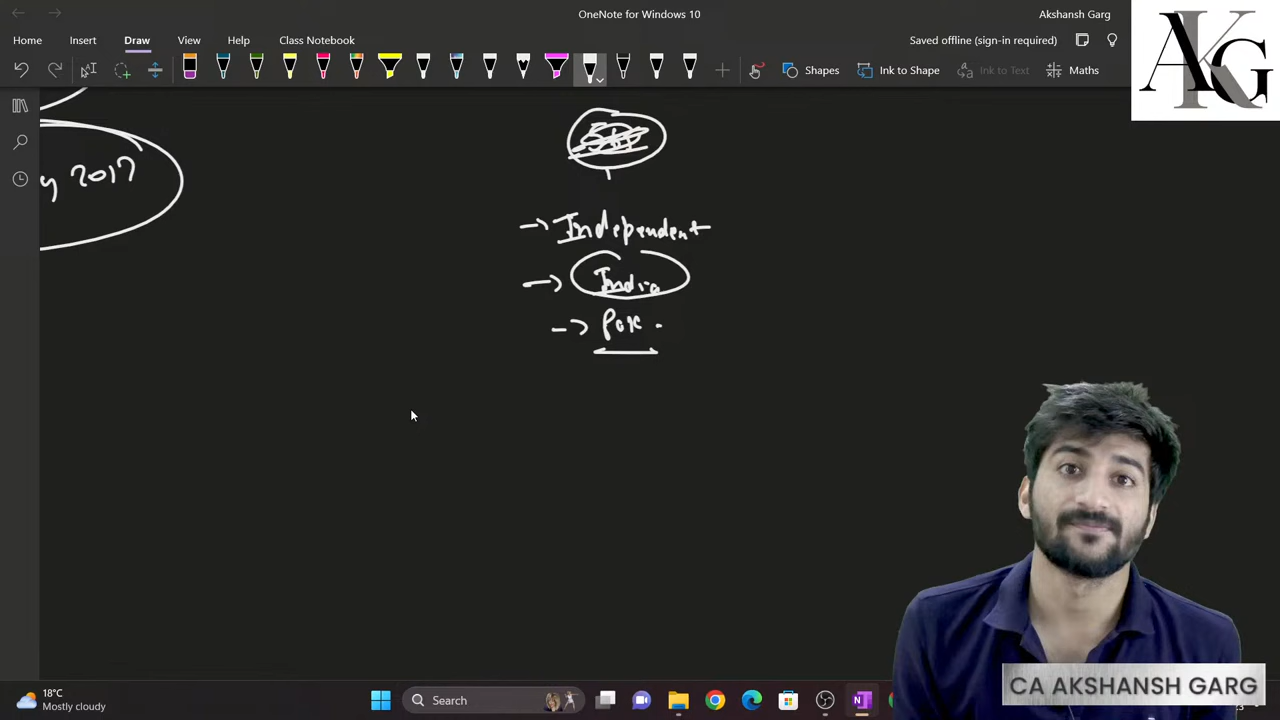 OneNote for Windows 10
Akshansh Garg
Home Insert Draw View Help Class Notebook
Saved offline (sign-in required)
Shapes Ink to Shape Ink to Text Maths
AKG
y 2017
→ Independent
→ India
→ Pak.
18°C
Mostly cloudy
Search
CA AKSHANSH GARG